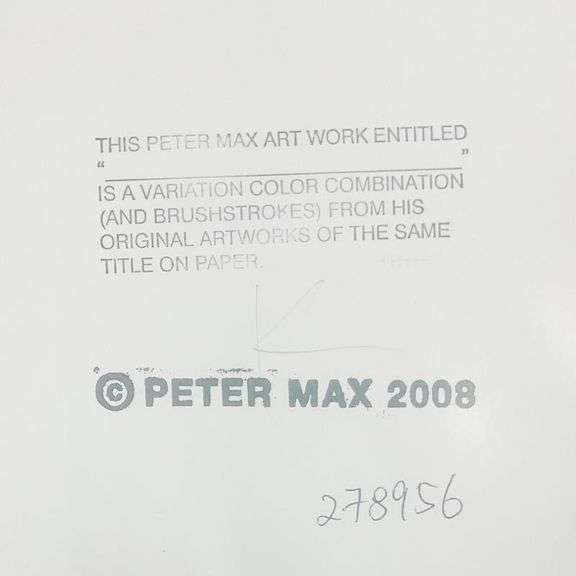 THIS PETER MAX ART WORK ENTITLED
“ ”
IS A VARIATION COLOR COMBINATION
(AND BRUSHSTROKES) FROM HIS
ORIGINAL ARTWORKS OF THE SAME
TITLE ON PAPER.
© PETER MAX 2008
278956